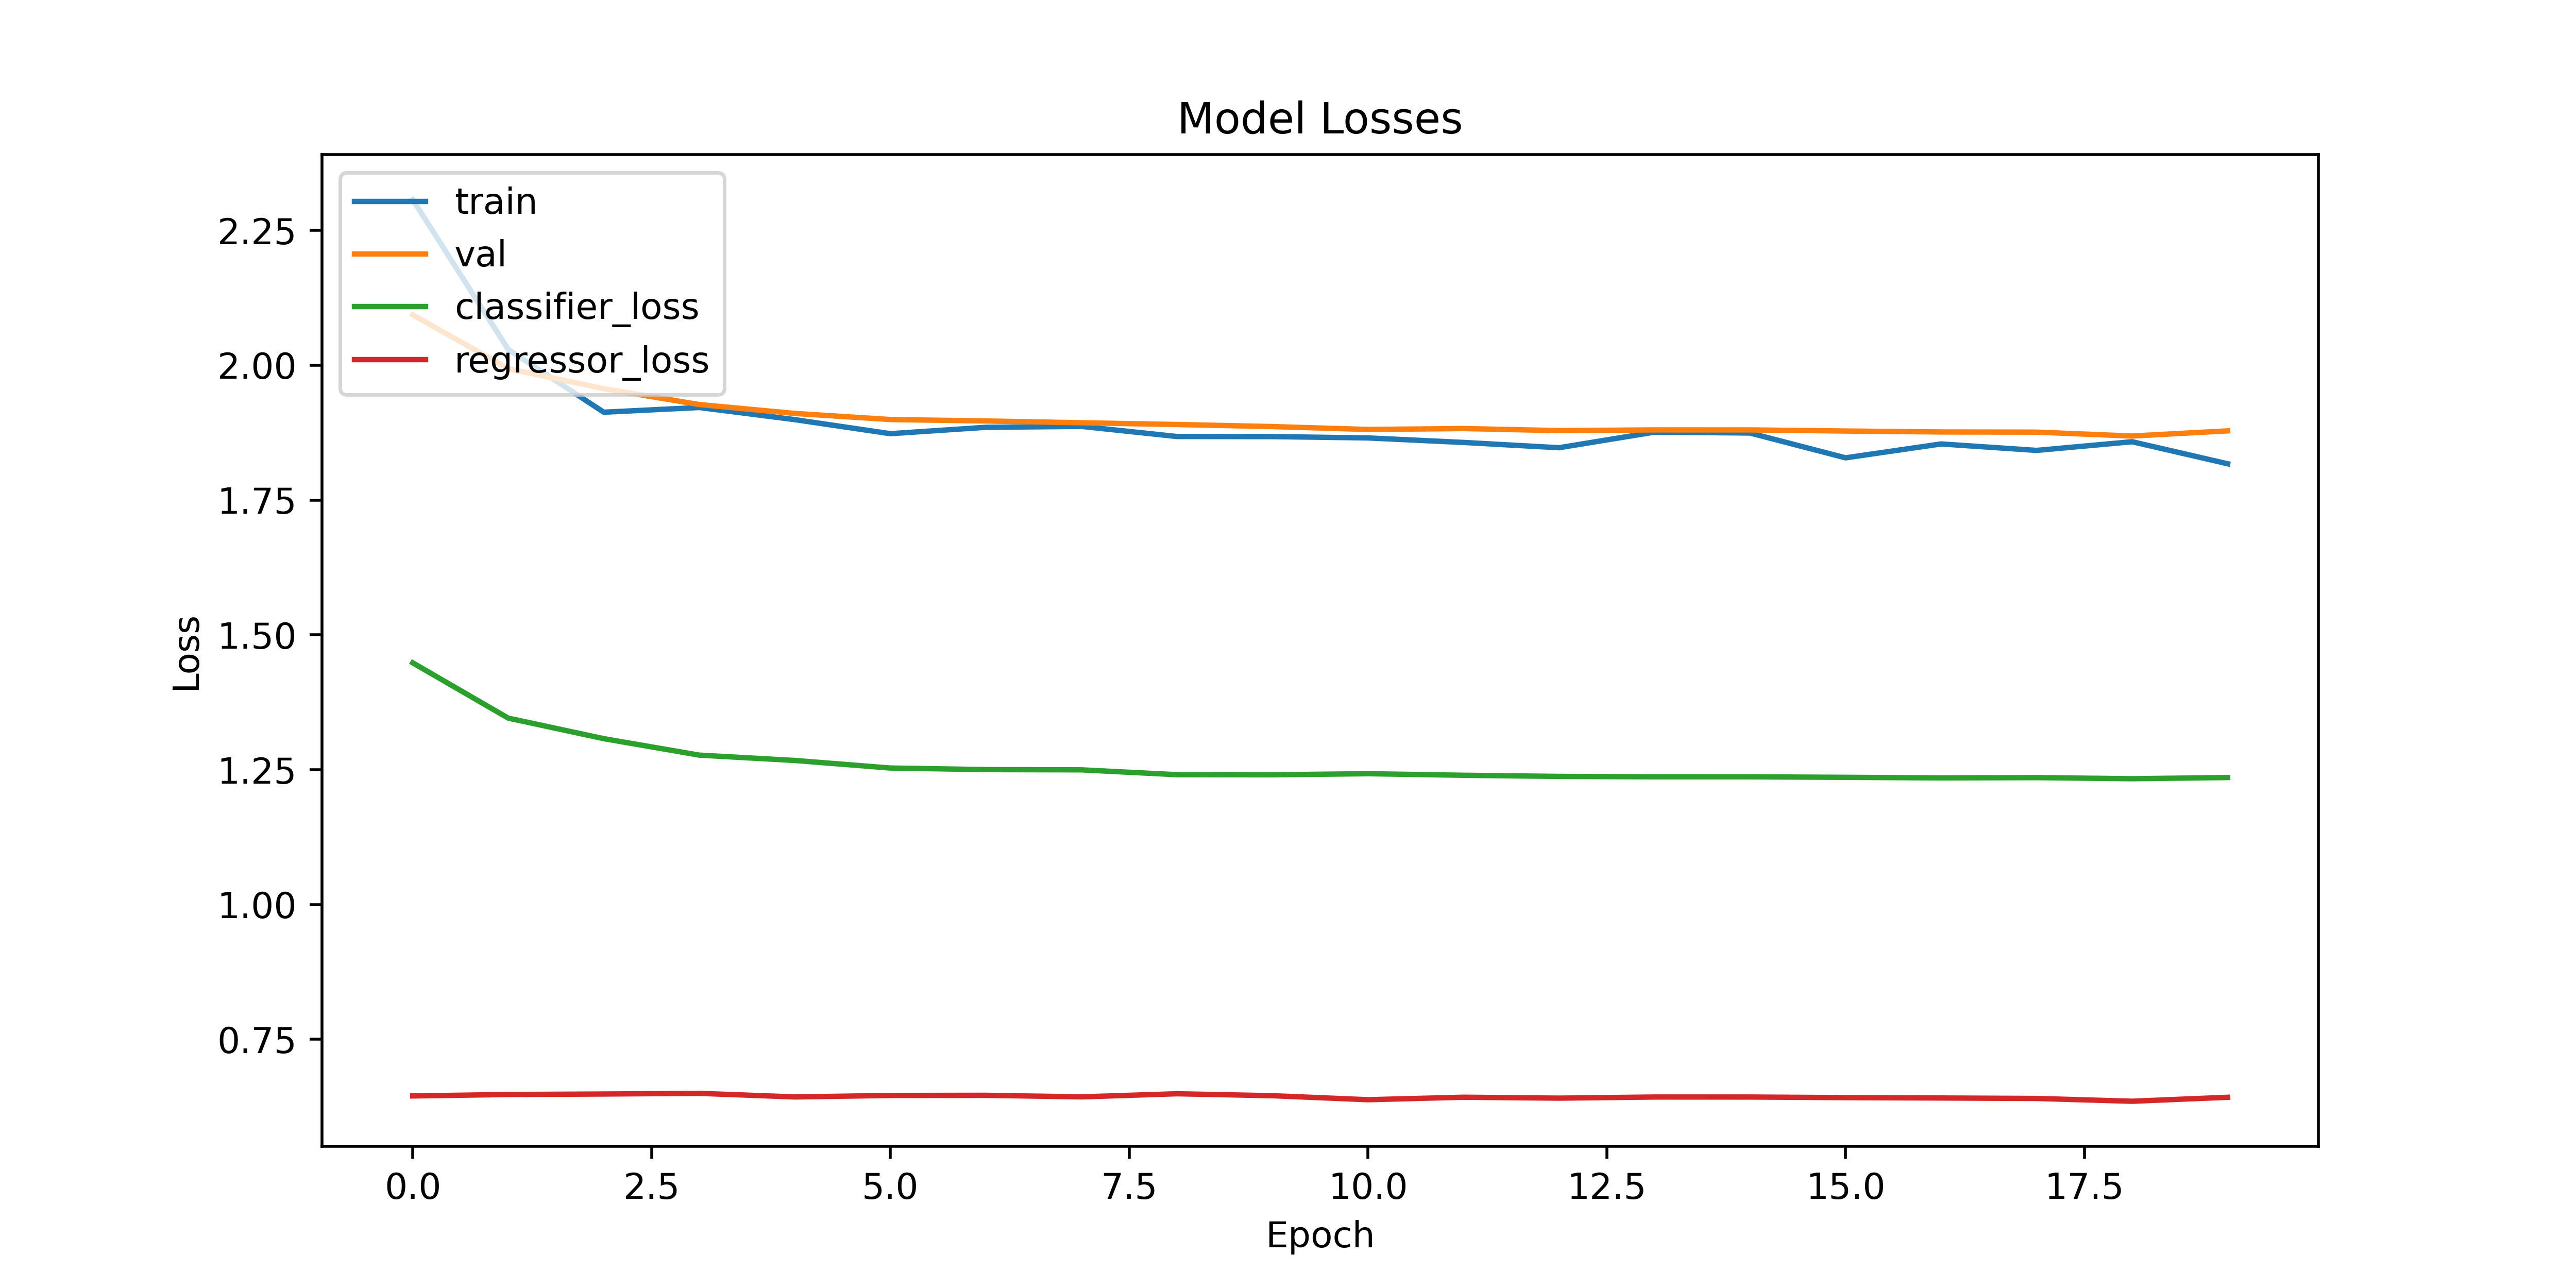 Model Losses
train
val
classifier_loss
regressor_loss
2.25
2.00
1.75
1.50
1.25
1.00
0.75
Loss
0.0 2.5 5.0 7.5 10.0 12.5 15.0 17.5
Epoch